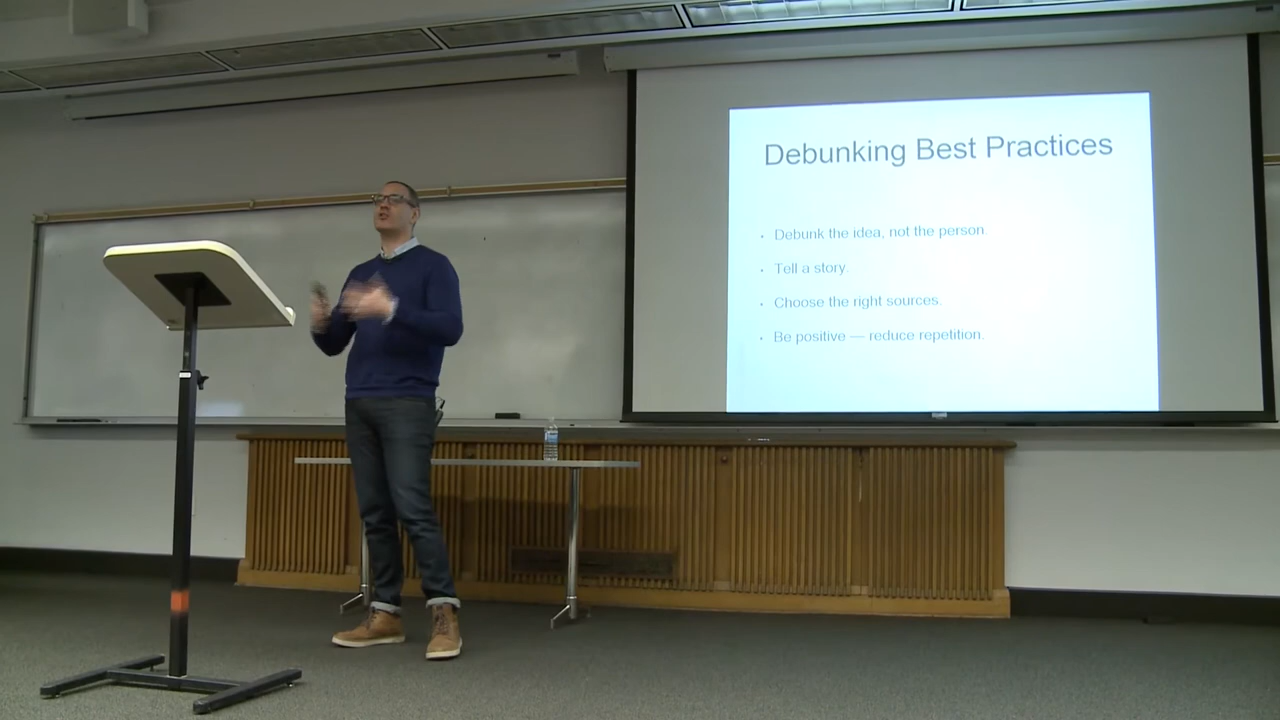 Debunking Best Practices
• Debunk the idea, not the person.
• Tell a story.
• Choose the right sources.
• Be positive — reduce repetition.